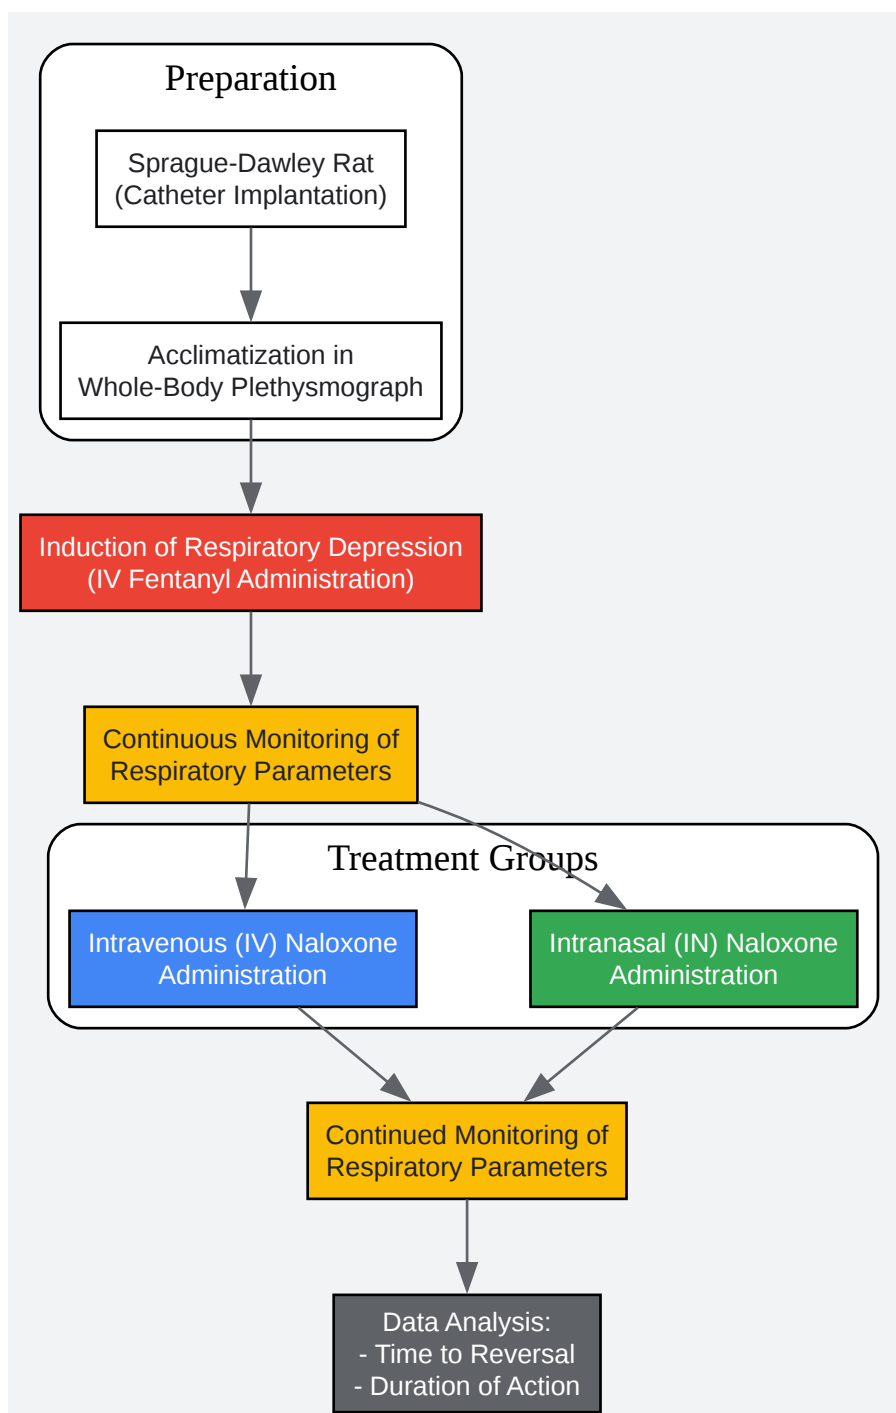 Preparation
Sprague-Dawley Rat
(Catheter Implantation)
Acclimatization in
Whole-Body Plethysmograph
Induction of Respiratory Depression
(IV Fentanyl Administration)
Continuous Monitoring of
Respiratory Parameters
Treatment Groups
Intravenous (IV) Naloxone
Administration
Intranasal (IN) Naloxone
Administration
Continued Monitoring of
Respiratory Parameters
Data Analysis:
- Time to Reversal
- Duration of Action